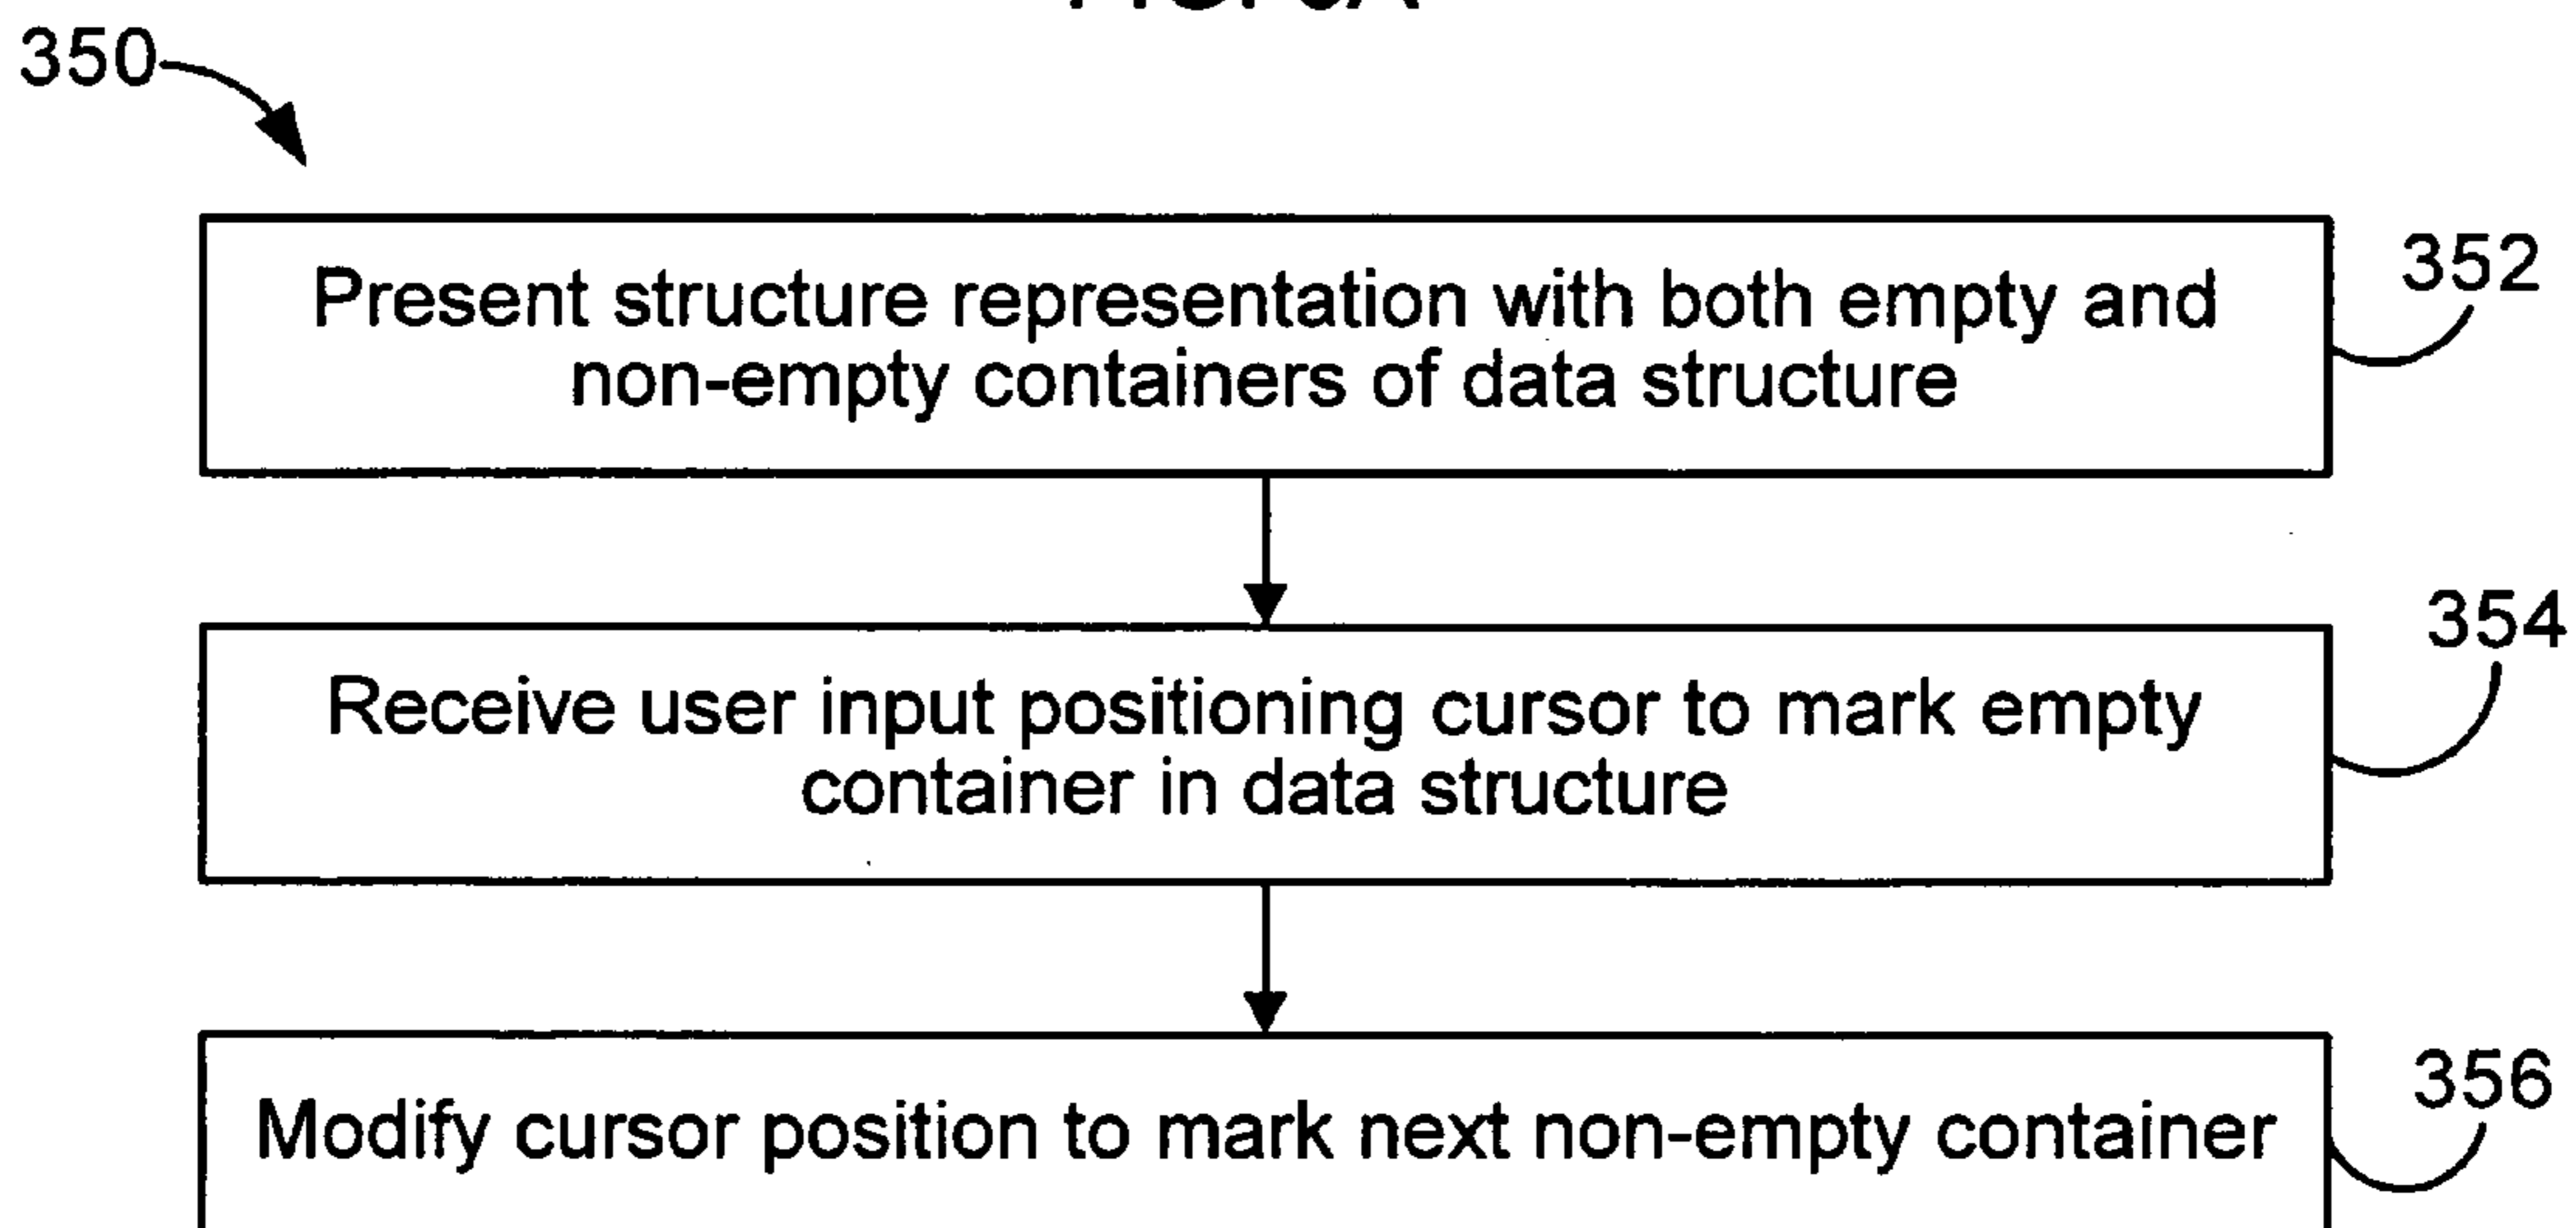 350
Present structure representation with both empty and
non-empty containers of data structure
352
Receive user input positioning cursor to mark empty
container in data structure
354
Modify cursor position to mark next non-empty container
356